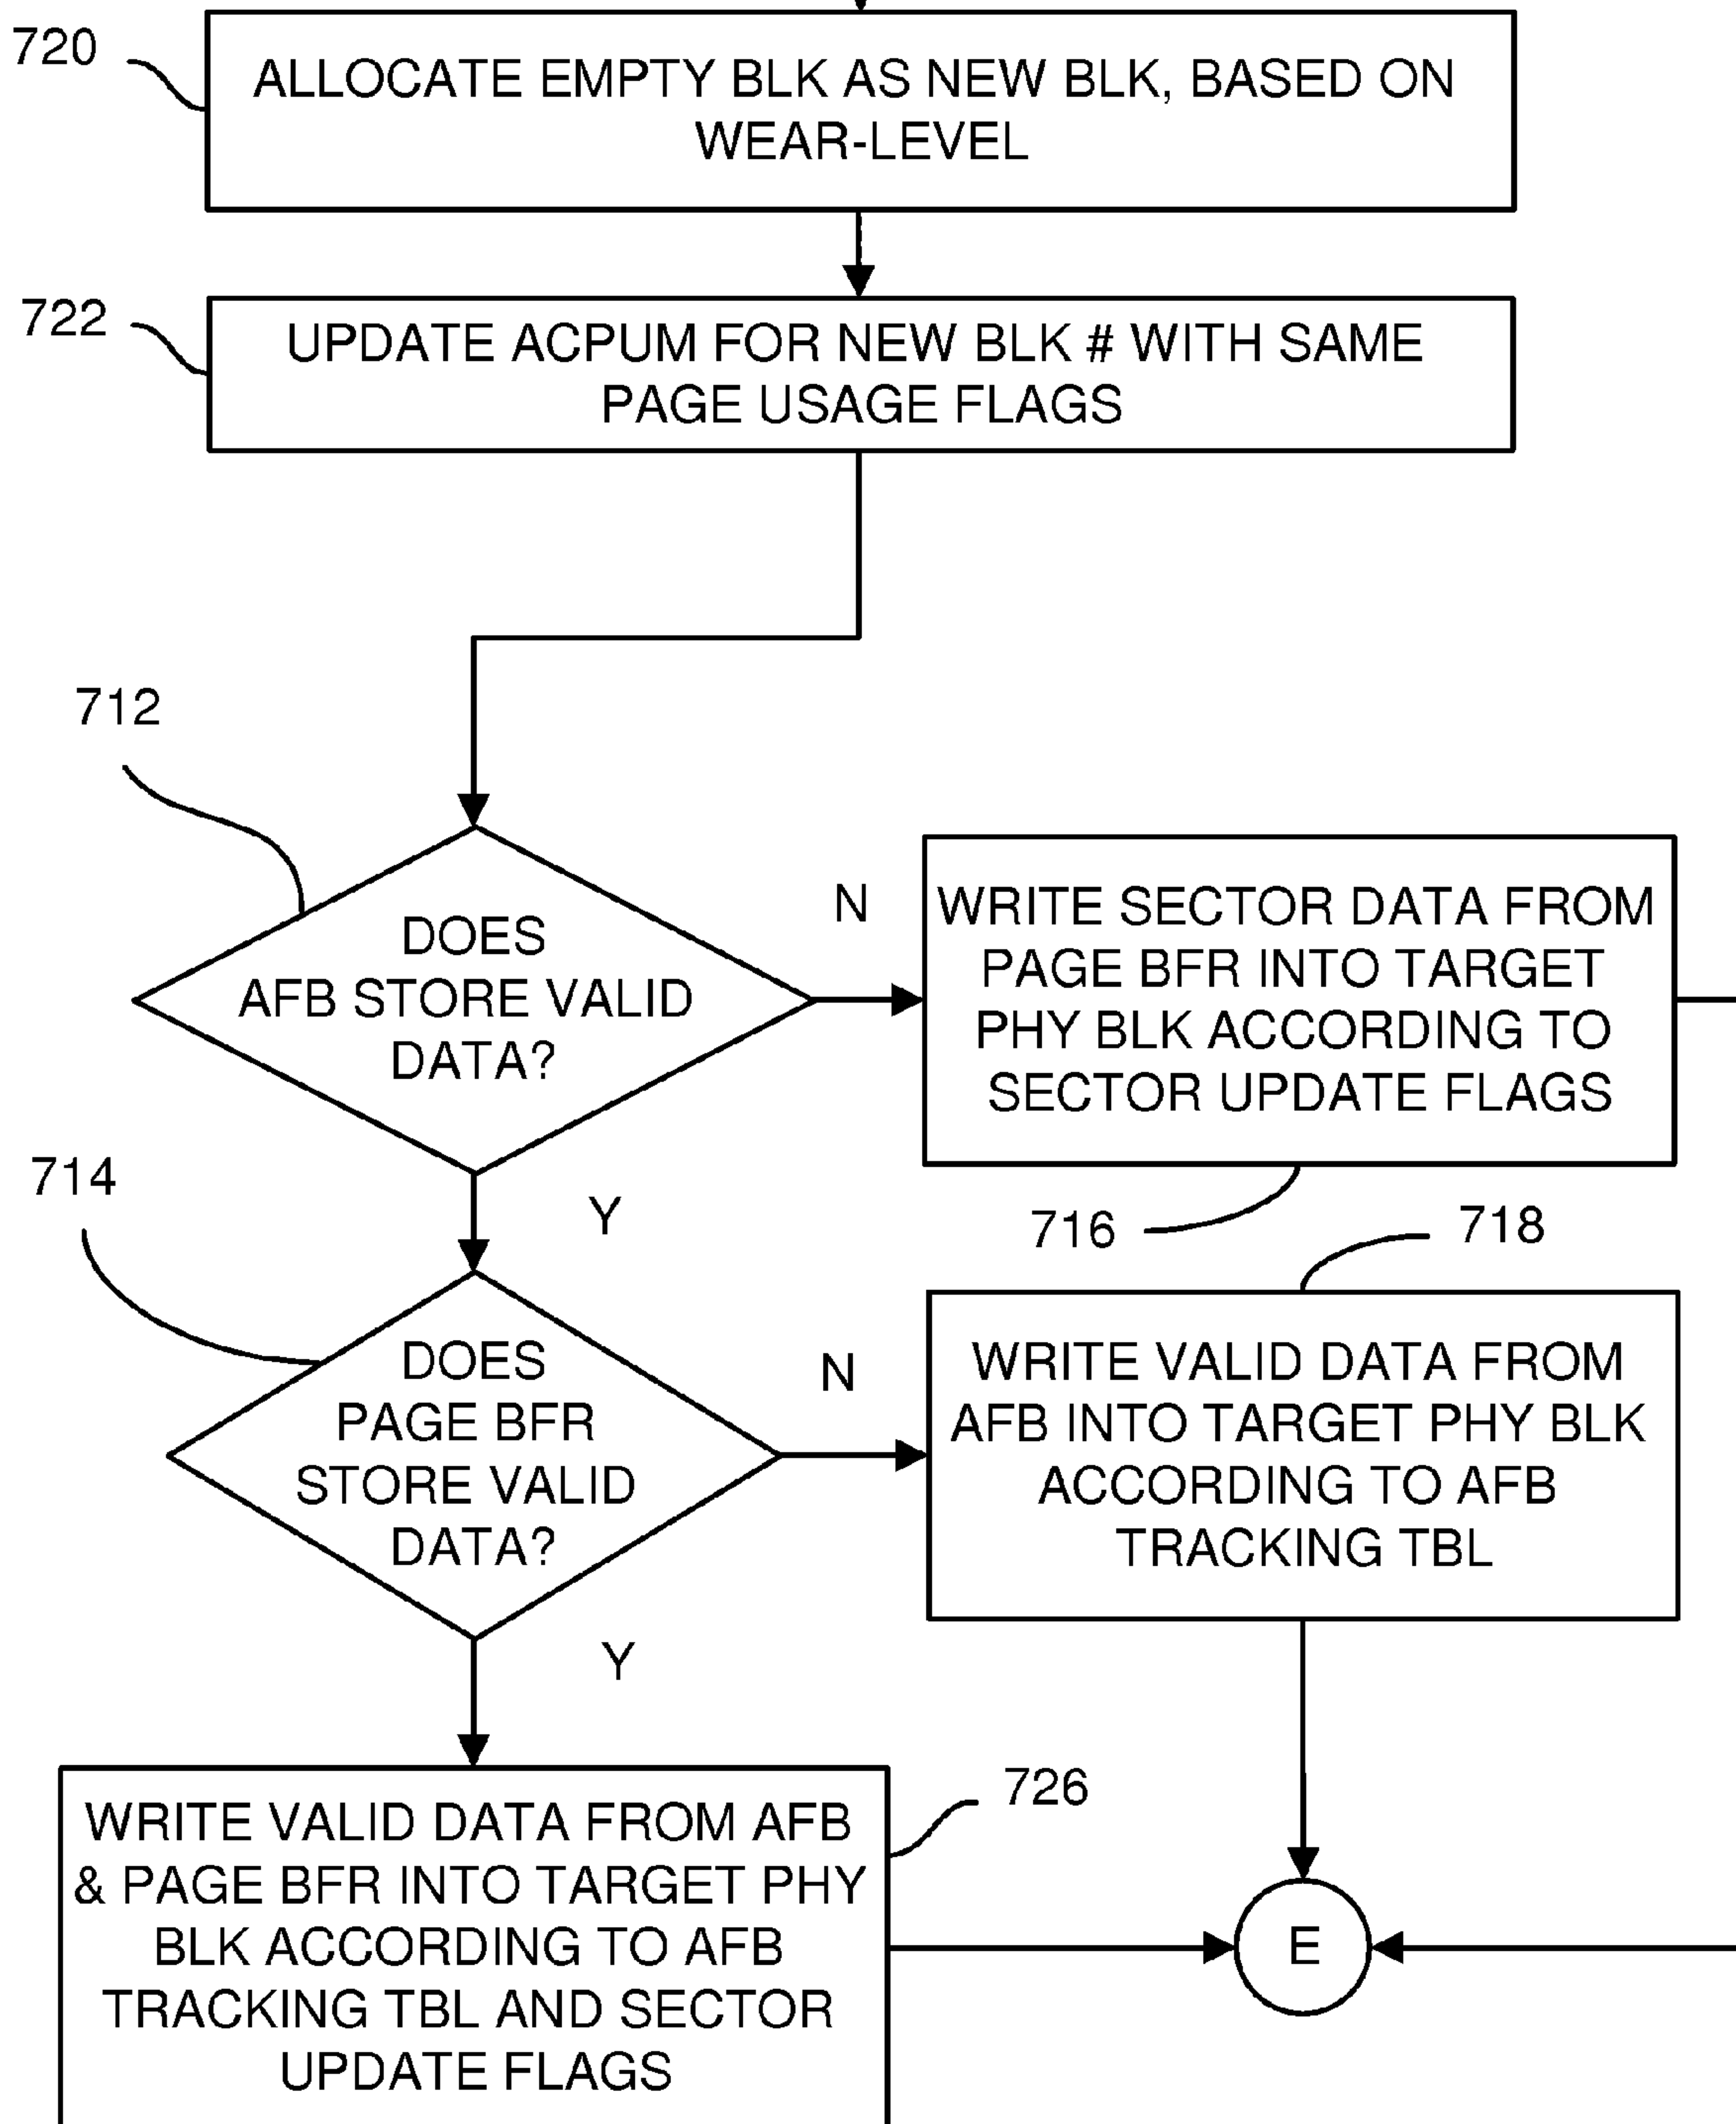 720
ALLOCATE EMPTY BLK AS NEW BLK, BASED ON
WEAR-LEVEL
722
UPDATE ACPUM FOR NEW BLK # WITH SAME
PAGE USAGE FLAGS
712
DOES
AFB STORE VALID
DATA?
N
WRITE SECTOR DATA FROM
PAGE BFR INTO TARGET
PHY BLK ACCORDING TO
SECTOR UPDATE FLAGS
716
Y
714
DOES
PAGE BFR
STORE VALID
DATA?
N
718
WRITE VALID DATA FROM
AFB INTO TARGET PHY BLK
ACCORDING TO AFB
TRACKING TBL
Y
726
WRITE VALID DATA FROM AFB
& PAGE BFR INTO TARGET PHY
BLK ACCORDING TO AFB
TRACKING TBL AND SECTOR
UPDATE FLAGS
E